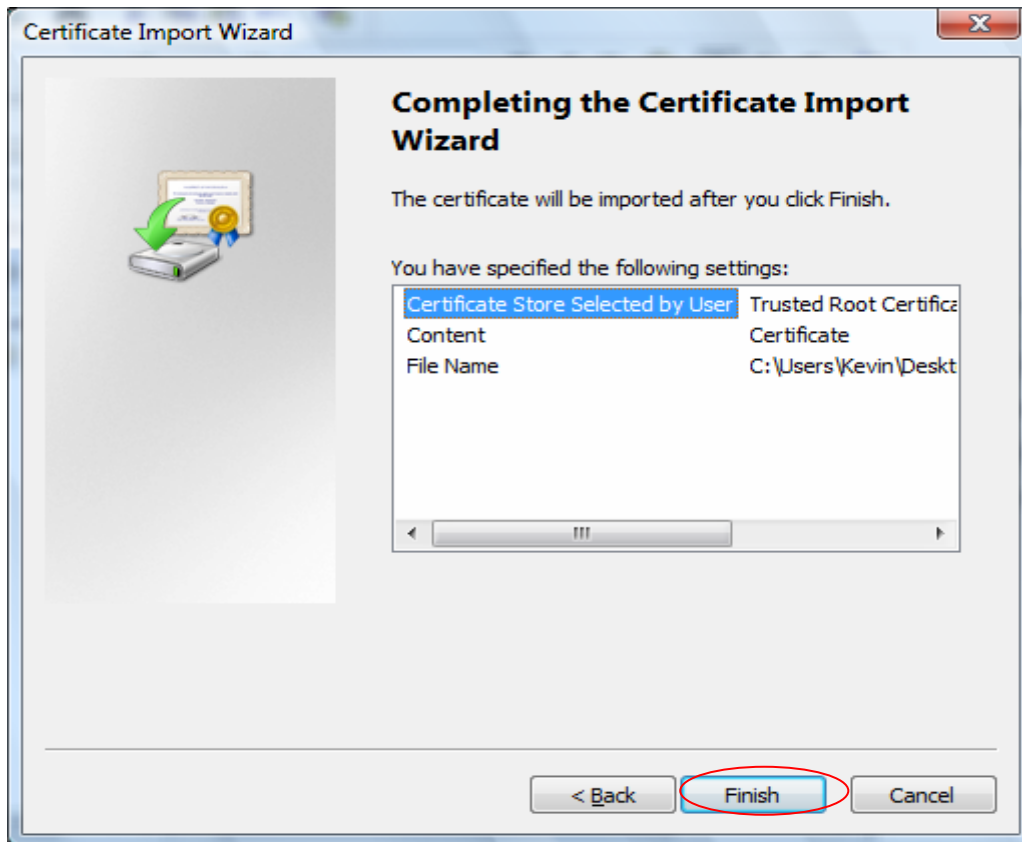 Certificate Import Wizard
Completing the Certificate Import
Wizard
The certificate will be imported after you click Finish.
You have specified the following settings:
Certificate Store Selected by User Trusted Root Certifica
Content Certificate
File Name C:\Users\Kevin\Deskt
< Back Finish Cancel